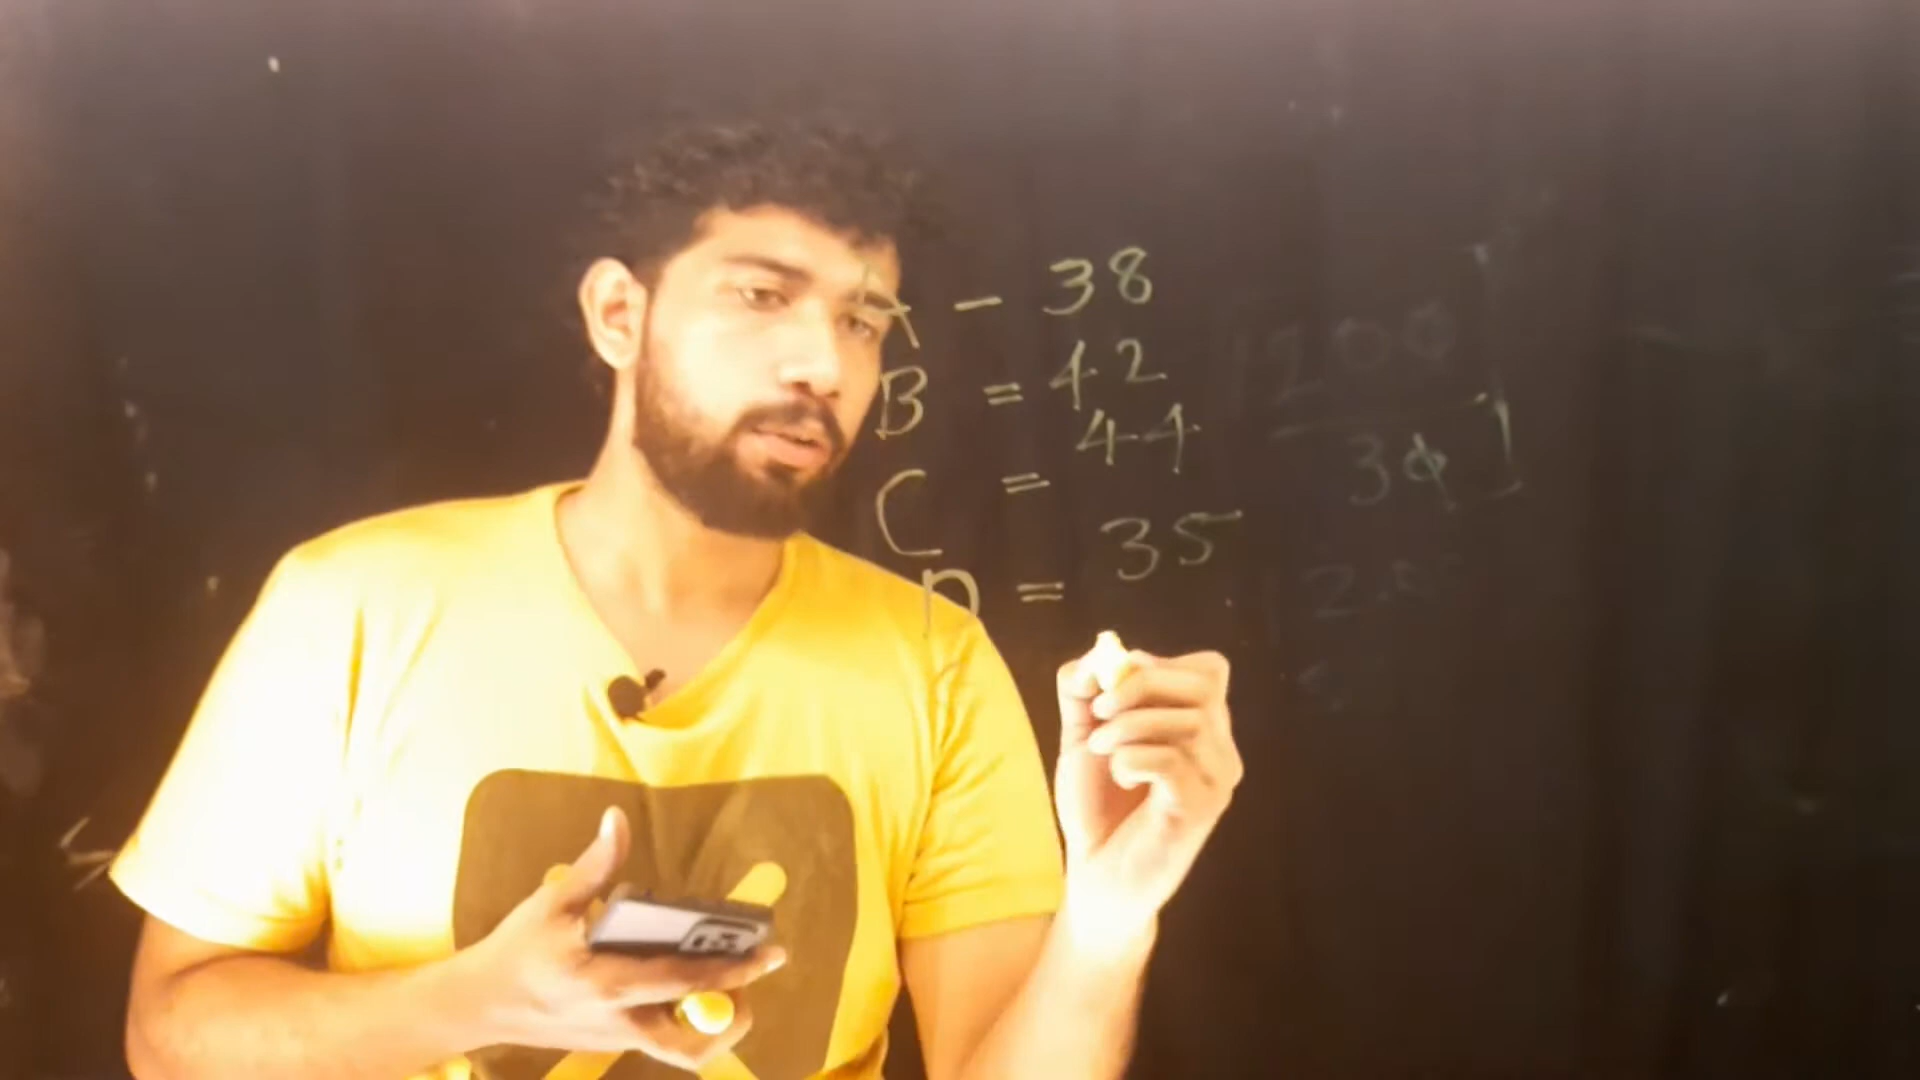 A - 38
B = 42
C = 44
D = 35
200